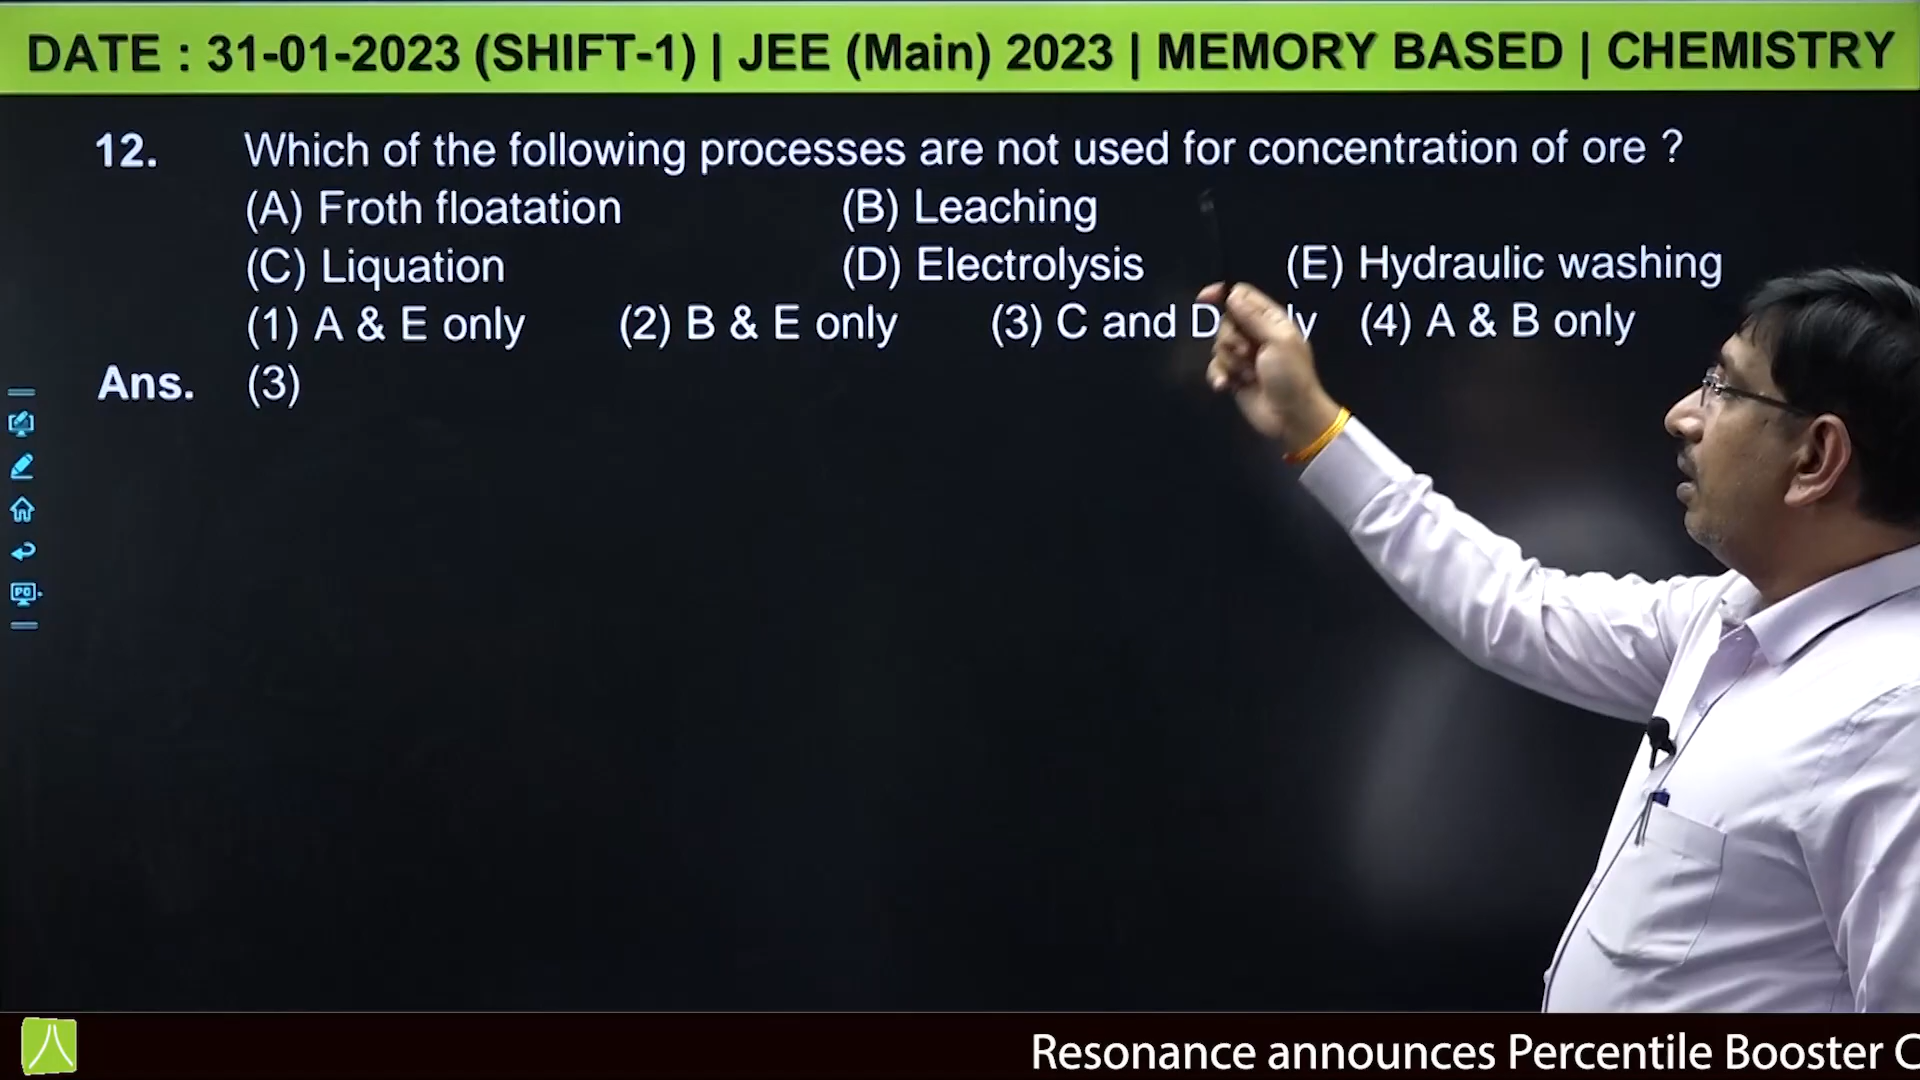 DATE : 31-01-2023 (SHIFT-1) | JEE (Main) 2023 | MEMORY BASED | CHEMISTRY
12. Which of the following processes are not used for concentration of ore ?
(A) Froth floatation (B) Leaching
(C) Liquation (D) Electrolysis (E) Hydraulic washing
(1) A & E only (2) B & E only (3) C and D ly (4) A & B only
Ans. (3)
PC
Resonance announces Percentile Booster C